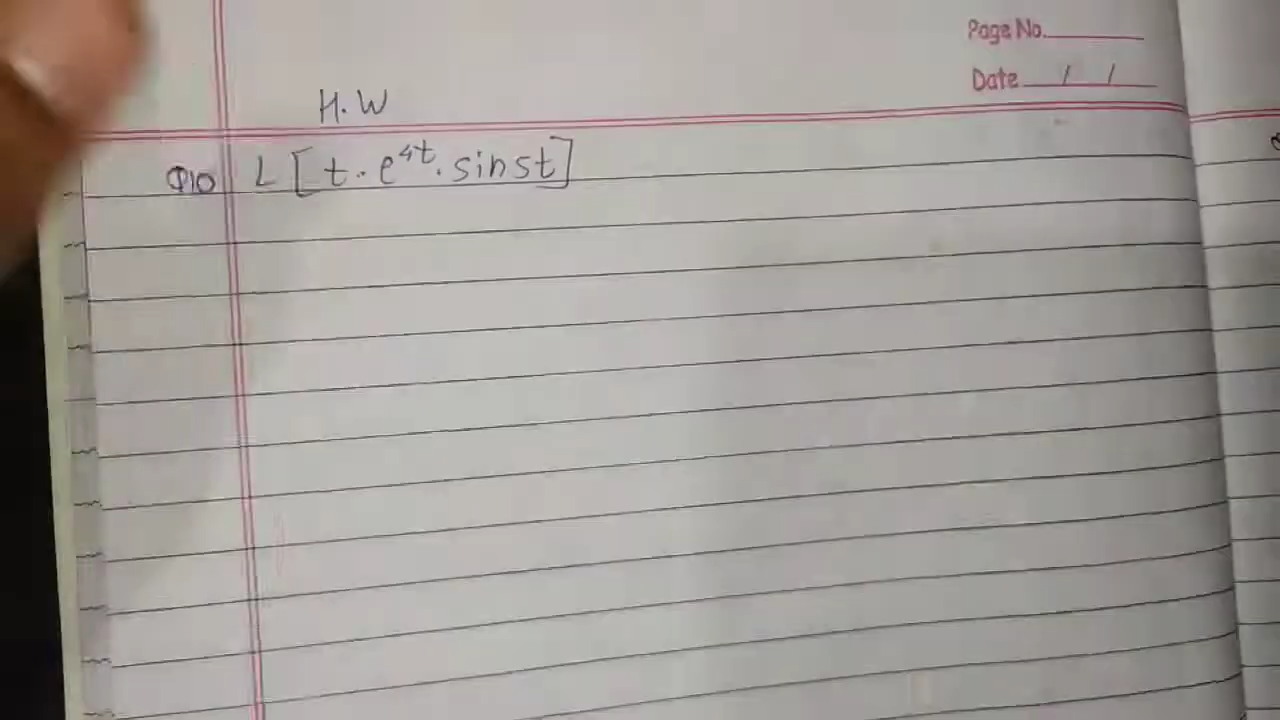 Page No.
Date / /
H.W
Q10 L [t. e^4t. sin5t]